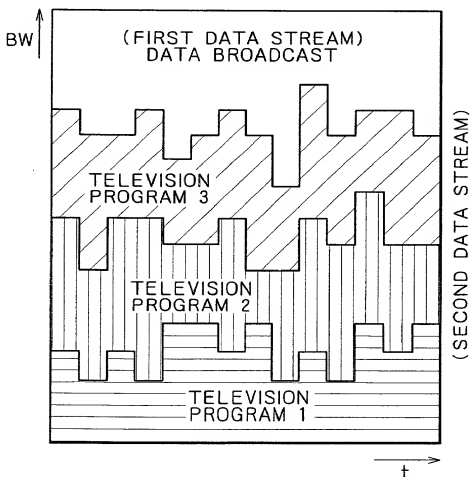 BW
(FIRST DATA STREAM)
DATA BROADCAST
TELEVISION
PROGRAM 3
TELEVISION
PROGRAM 2
TELEVISION
PROGRAM 1
(SECOND DATA STREAM)
t